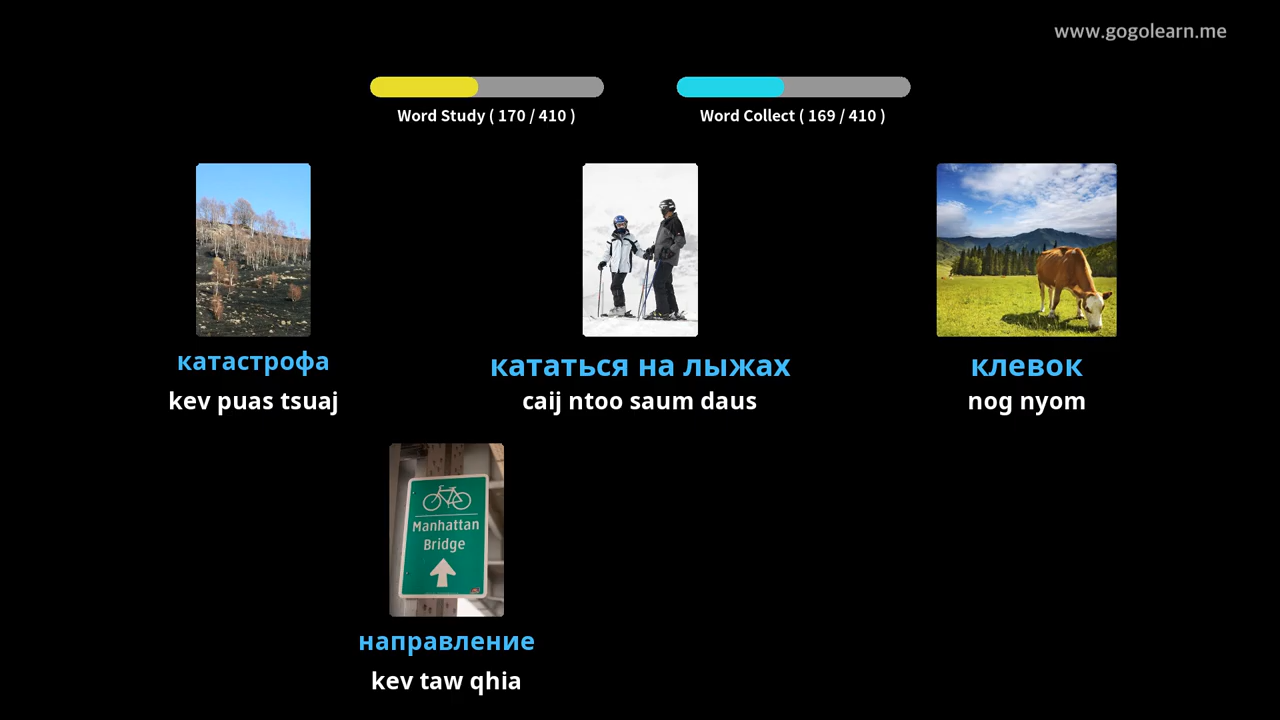 www.gogolearn.me
Word Study ( 170 / 410 )
Word Collect ( 169 / 410 )
катастрофа
kev puas tsuaj
кататься на лыжах
caij ntoo saum daus
клевок
nog nyom
Manhattan
Bridge
направление
kev taw qhia